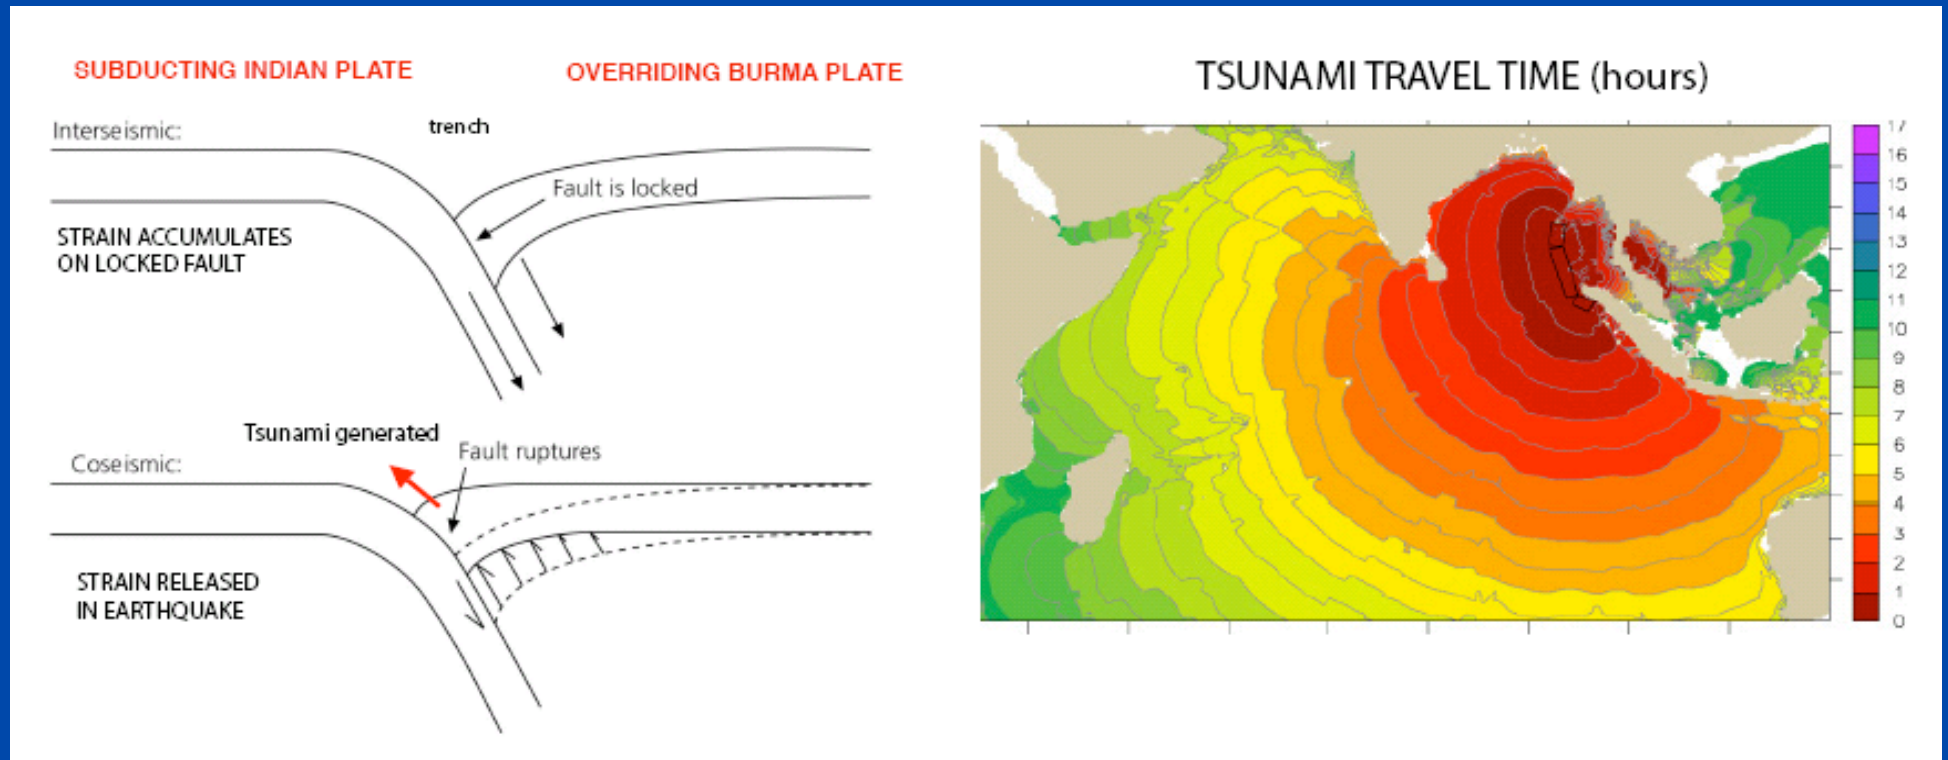 SUBDUCTING INDIAN PLATE
OVERRIDING BURMA PLATE
Interseismic:
trench
Fault is locked
STRAIN ACCUMULATES
ON LOCKED FAULT
Tsunami generated
Fault ruptures
Coseismic:
STRAIN RELEASED
IN EARTHQUAKE
TSUNAMI TRAVEL TIME (hours)
17
16
15
14
13
12
11
10
9
8
7
6
5
4
3
2
1
0